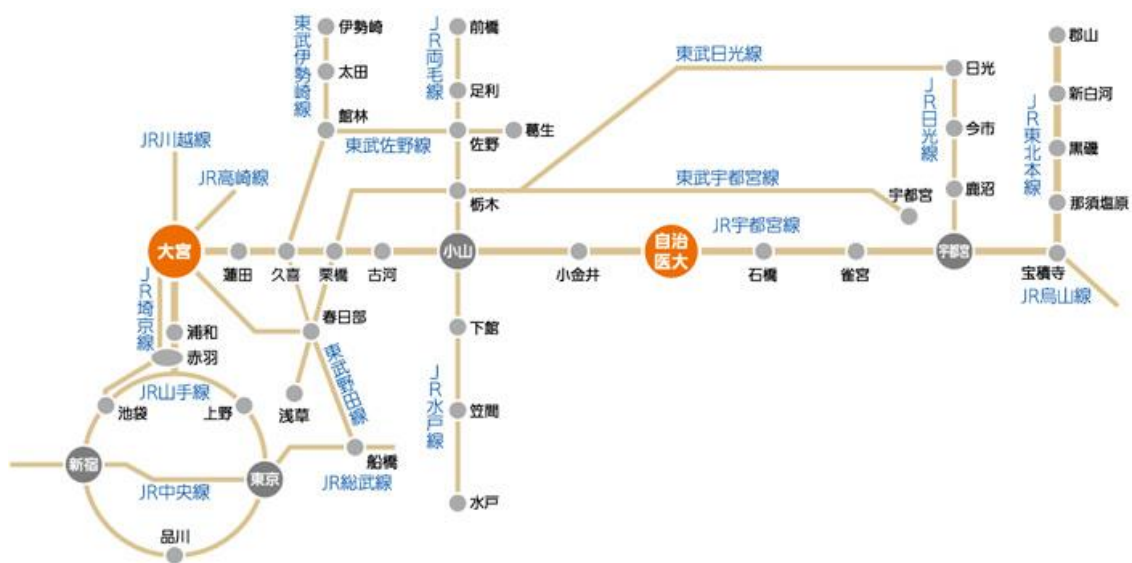 東武伊勢崎線
伊勢崎
太田
館林
JR両毛線
前橋
足利
佐野
葛生
東武佐野線
栃木
東武日光線
日光
JR日光線
今市
鹿沼
郡山
新白河
JR東北本線
黒磯
那須塩原
JR川越線
JR高崎線
東武宇都宮線
宇都宮
JR宇都宮線
大宮
蓮田
久喜
栗橋
古河
小山
小金井
自治
医大
石橋
雀宮
宇都宮
宝積寺
JR烏山線
JR埼京線
浦和
赤羽
春日部
東武野田線
浅草
船橋
JR総武線
下館
JR水戸線
笠間
水戸
JR山手線
池袋
上野
新宿
東京
JR中央線
品川